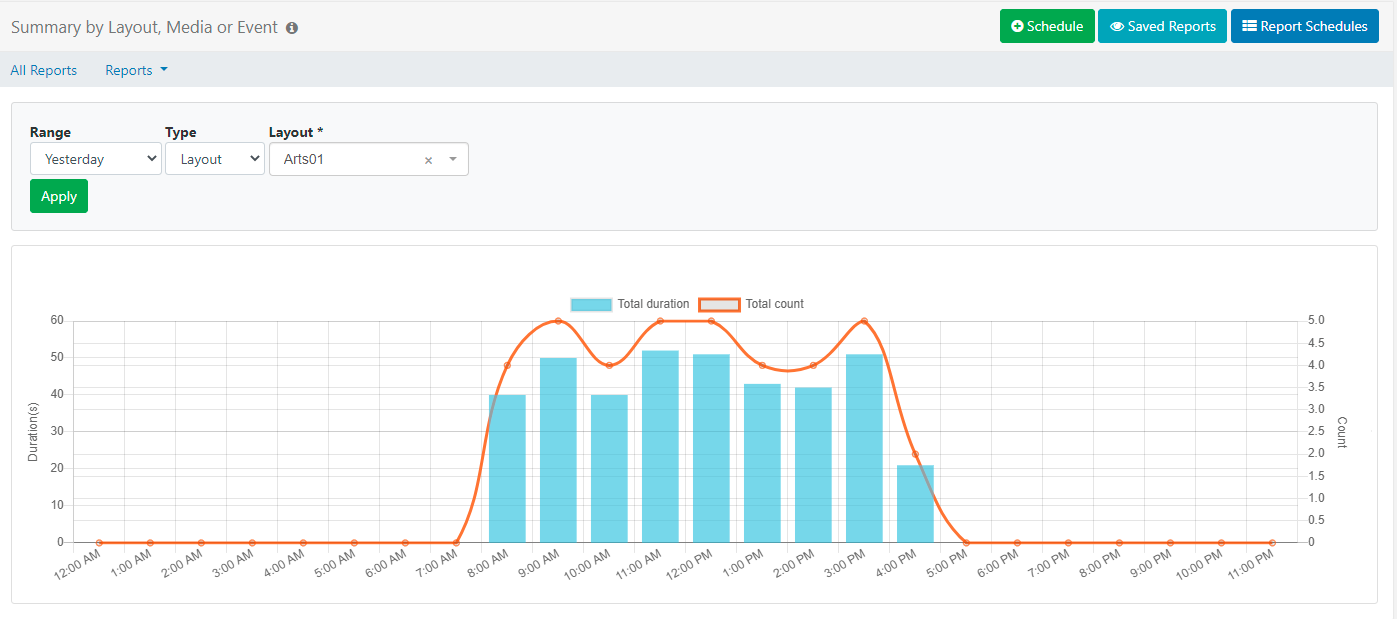 Summary by Layout, Media or Event
Schedule
Saved Reports
Report Schedules
All Reports
Reports
Range
Type
Layout *
Yesterday
Layout
Arts01
×
Apply
Total duration
Total count
60
50
40
30
20
10
0
Duration(s)
5.0
4.5
4.0
3.5
3.0
2.5
2.0
1.5
1.0
0.5
0
Count
12:00 AM
1:00 AM
2:00 AM
3:00 AM
4:00 AM
5:00 AM
6:00 AM
7:00 AM
8:00 AM
9:00 AM
10:00 AM
11:00 AM
12:00 PM
1:00 PM
2:00 PM
3:00 PM
4:00 PM
5:00 PM
6:00 PM
7:00 PM
8:00 PM
9:00 PM
10:00 PM
11:00 PM